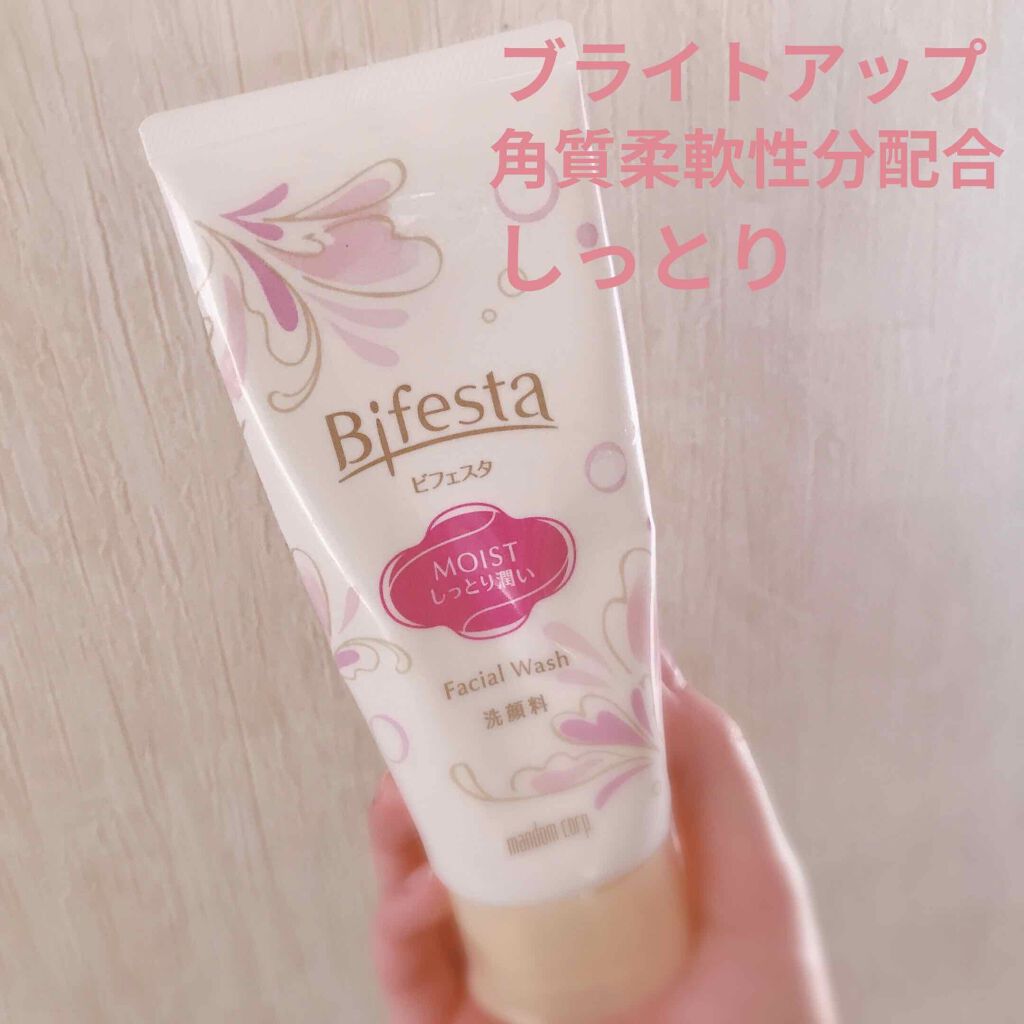 ブライトアップ
角質柔軟性分配合
しっとり
Bifesta
ビフェスタ
MOIST
しっとり潤い
Facial Wash
洗顔料
mandom corp.